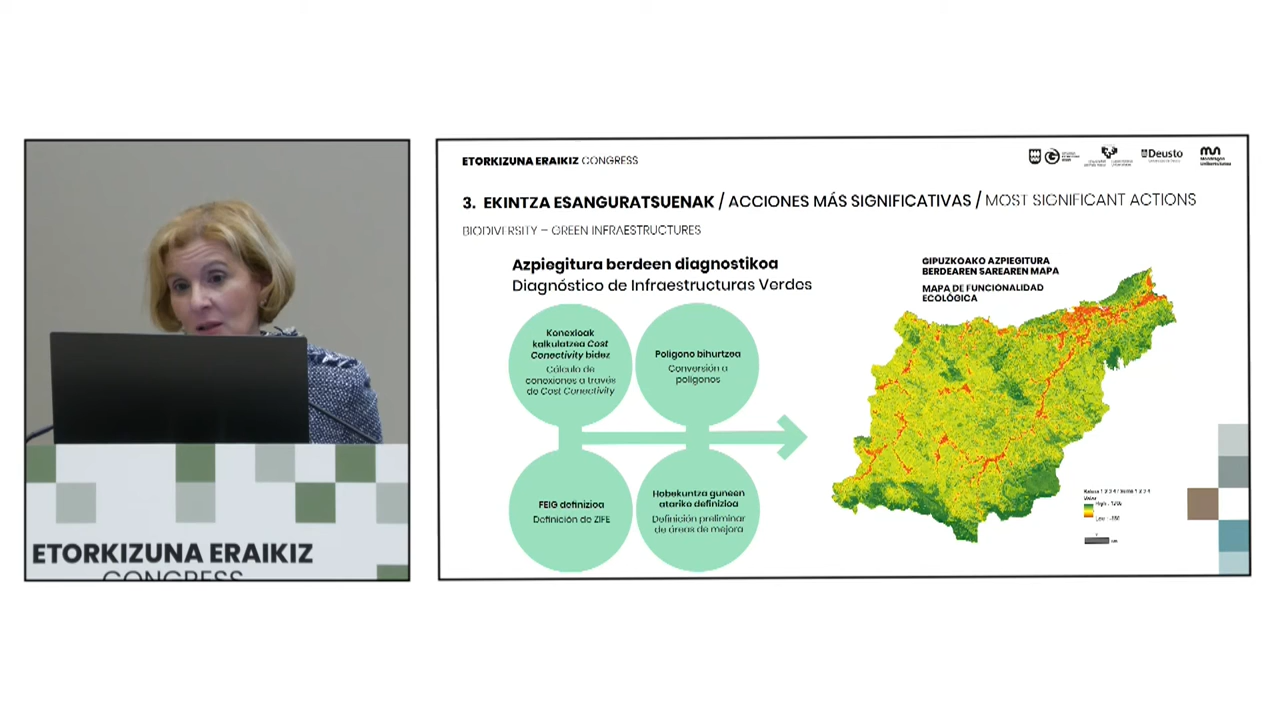 ETORKIZUNA ERAIKIZ
CONGRESS
ETORKIZUNA ERAIKIZ CONGRESS
Deusto
3. EKINTZA ESANGURATSUENAK / ACCIONES MÁS SIGNIFICATIVAS / MOST SIGNIFICANT ACTIONS
BIODIVERSITY – GREEN INFRAESTRUCTURES
Azpiegitura berdeen diagnostikoa
Diagnóstico de Infraestructuras Verdes
Konexioak
kalkulatzea Cost
Conectivity bidez
Cálculo de
conexiones a través
de Cost Conectivity
Poligono bihurtzea
Conversión a
polígonos
FEIG definizioa
Definición de ZIFE
Hobekuntza guneen
atariko definizioa
Definición preliminar
de áreas de mejora
GIPUZKOAKO AZPIEGITURA
BERDEAREN SAREAREN MAPA
MAPA DE FUNCIONALIDAD
ECOLÓGICA